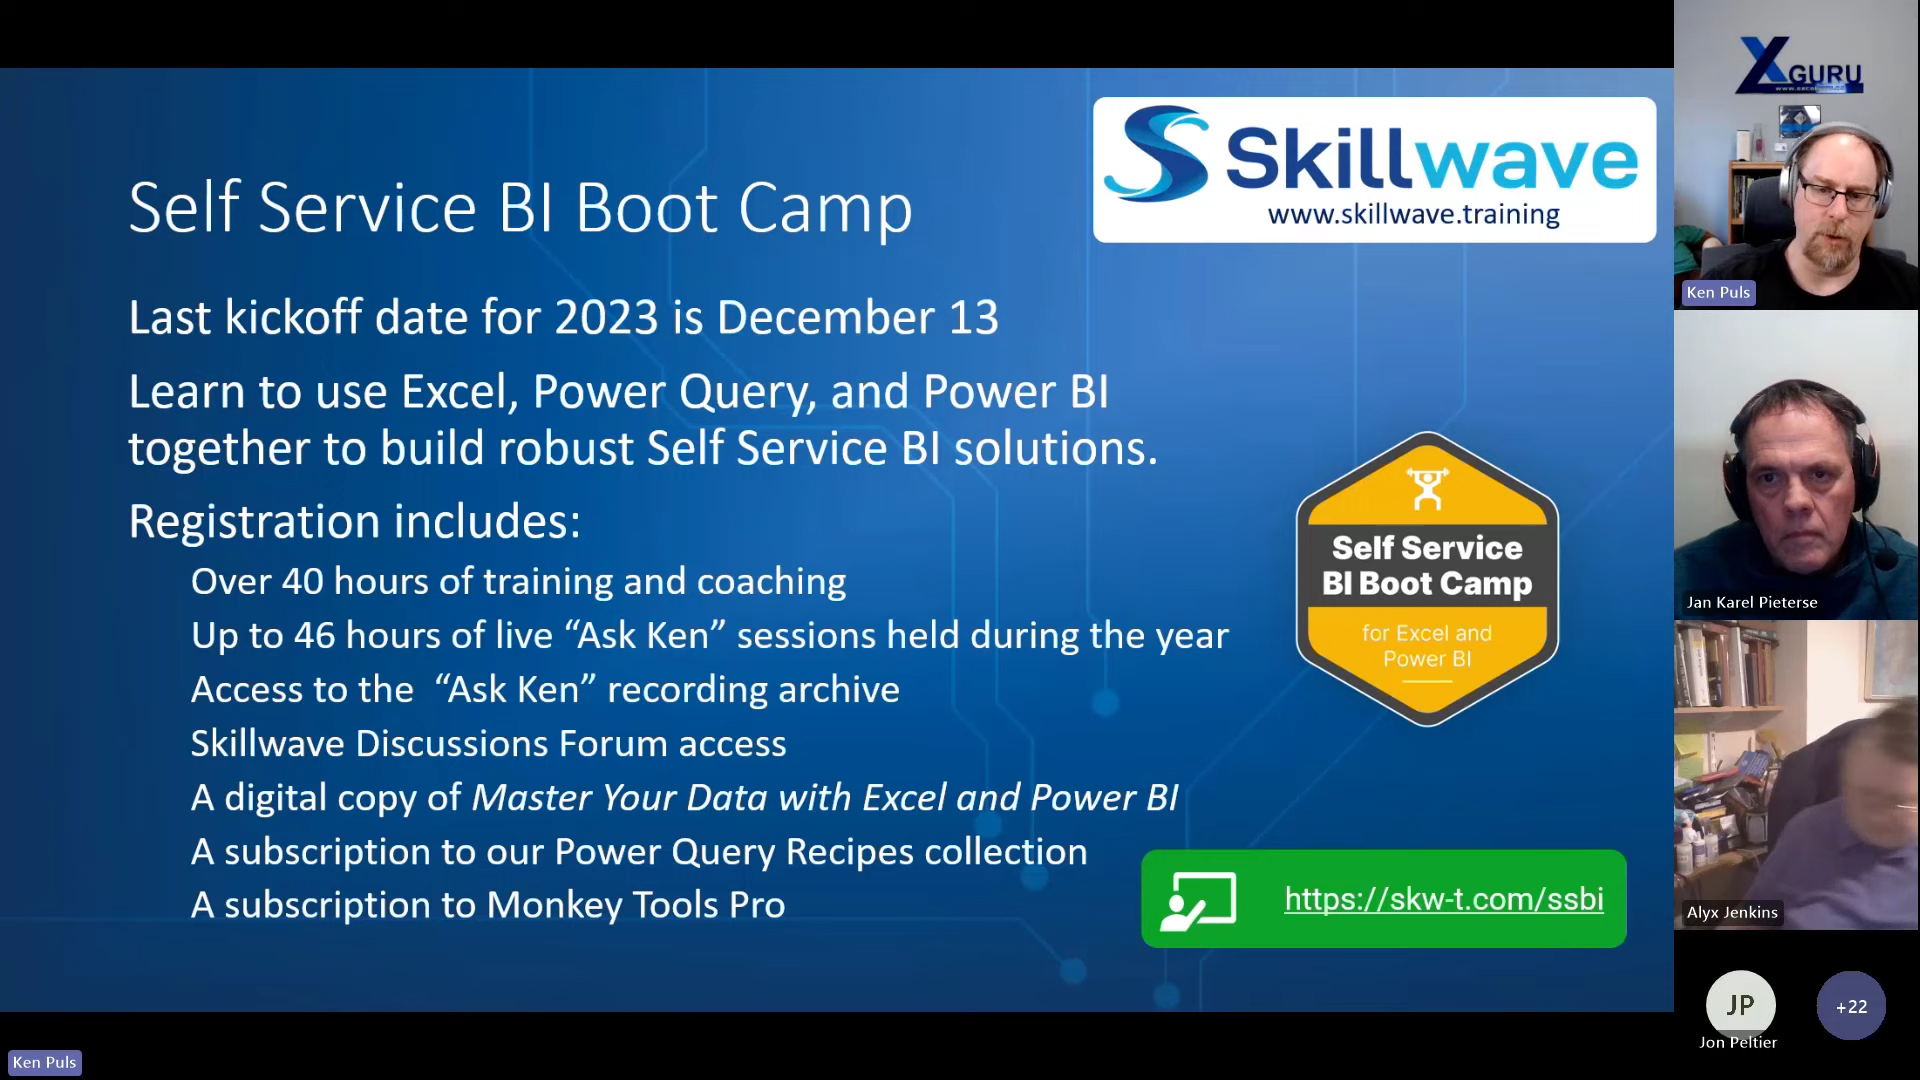 Self Service BI Boot Camp
Skillwave
www.skillwave.training
Last kickoff date for 2023 is December 13
Learn to use Excel, Power Query, and Power BI
together to build robust Self Service BI solutions.
Registration includes:
Over 40 hours of training and coaching
Up to 46 hours of live “Ask Ken” sessions held during the year
Access to the “Ask Ken” recording archive
Skillwave Discussions Forum access
A digital copy of Master Your Data with Excel and Power BI
A subscription to our Power Query Recipes collection
A subscription to Monkey Tools Pro
Self Service
BI Boot Camp
for Excel and
Power BI
https://skw-t.com/ssbi
Ken Puls
XLGURU
Ken Puls
Jan Karel Pieterse
Alyx Jenkins
JP
Jon Peltier
+22